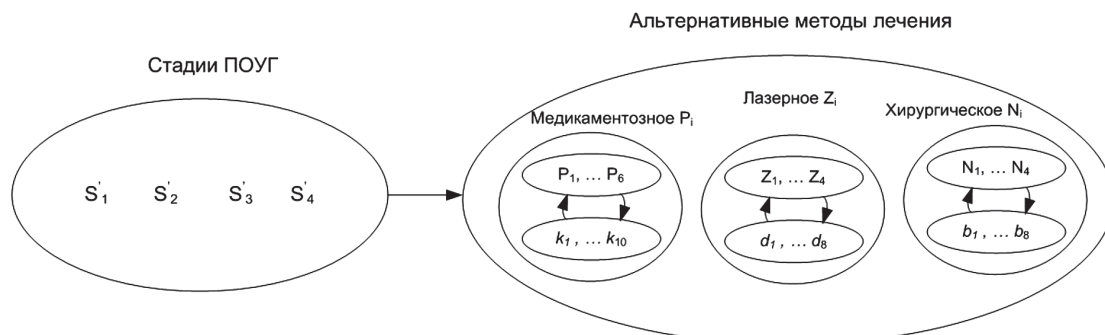 Альтернативные методы лечения
Стадии ПОУГ
Медикаментозное Pᵢ
Лазерное Zᵢ
Хирургическое Nᵢ
S'₁ S'₂ S'₃ S'₄
P₁, ... P₆
k₁ , ... k₁₀
Z₁, ... Z₄
d₁ , ... d₈
N₁, ... N₄
b₁ , ... b₈